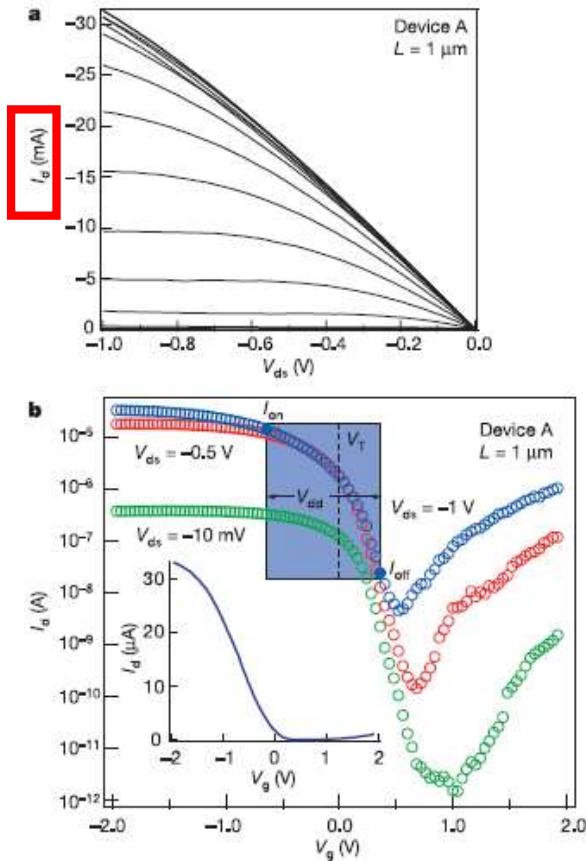 a
Device A
L = 1 μm
-30
-25
-20
-15
-10
-5
0
I_d (mA)
-1.0 -0.8 -0.6 -0.4 -0.2 0.0
V_ds (V)
b
Device A
L = 1 μm
I_on
V_T
V_ds = -0.5 V
V_dd
V_ds = -1 V
V_ds = -10 mV
I_off
10^-5
10^-6
10^-7
10^-8
10^-9
10^-10
10^-11
10^-12
I_d (A)
30
20
10
0
I_d (μA)
-2 -1 0 1 2
V_g (V)
-2.0 -1.0 0.0 1.0 2.0
V_g (V)